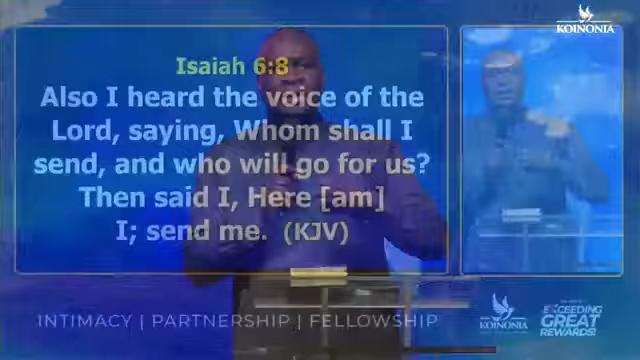 KOINONIA
Isaiah 6:8
Also I heard the voice of the
Lord, saying, Whom shall I
send, and who will go for us?
Then said I, Here [am]
I; send me. (KJV)
INTIMACY | PARTNERSHIP | FELLOWSHIP
KOINONIA
EXCEEDING
GREAT
REWARDS!